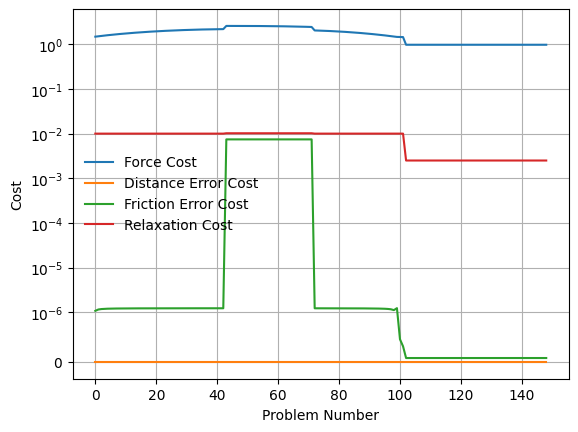 10⁰
10⁻¹
10⁻²
10⁻³
10⁻⁴
10⁻⁵
10⁻⁶
0
Cost
Force Cost
Distance Error Cost
Friction Error Cost
Relaxation Cost
0 20 40 60 80 100 120 140
Problem Number